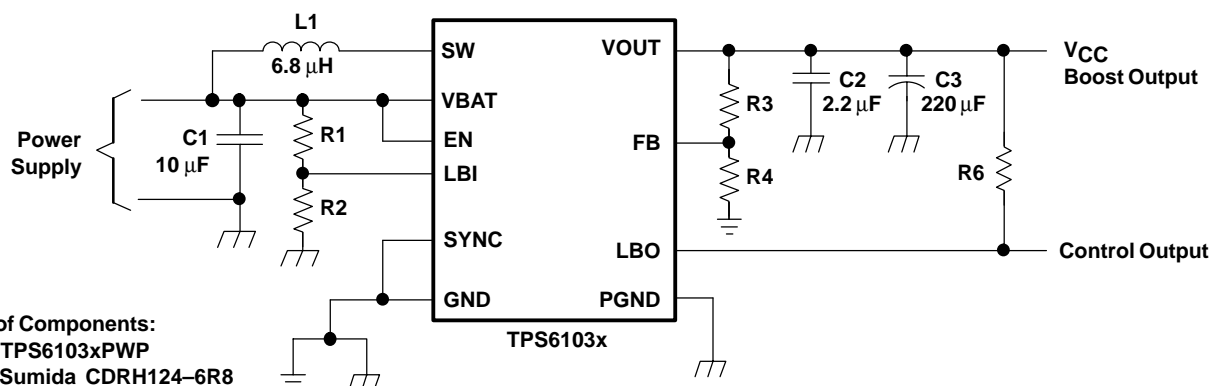 L1
6.8 µH
SW
VOUT
VCC
Boost Output
VBAT
R3
C2
2.2 µF
C3
220 µF
Power
Supply
C1
10 µF
R1
EN
FB
LBI
R4
R6
R2
SYNC
LBO
Control Output
GND
PGND
TPS6103x
of Components:
TPS6103xPWP
Sumida CDRH124–6R8